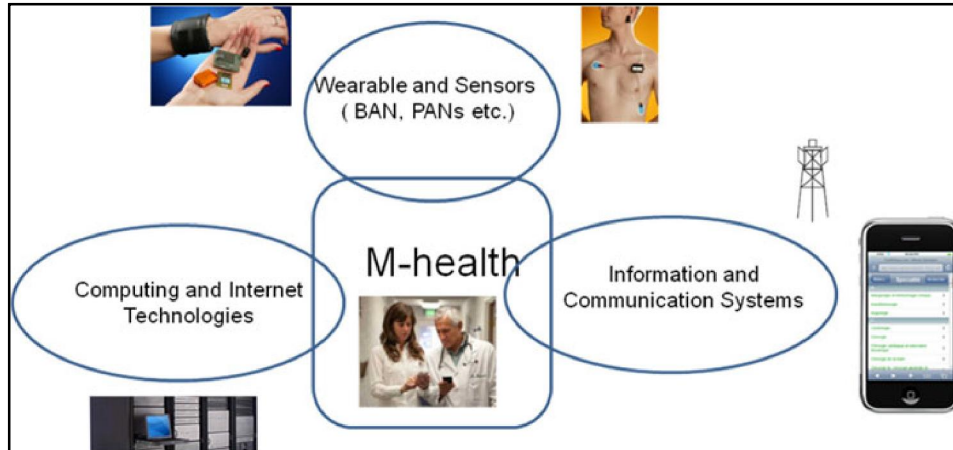 Wearable and Sensors
( BAN, PANs etc.)
M-health
Computing and Internet
Technologies
Information and
Communication Systems